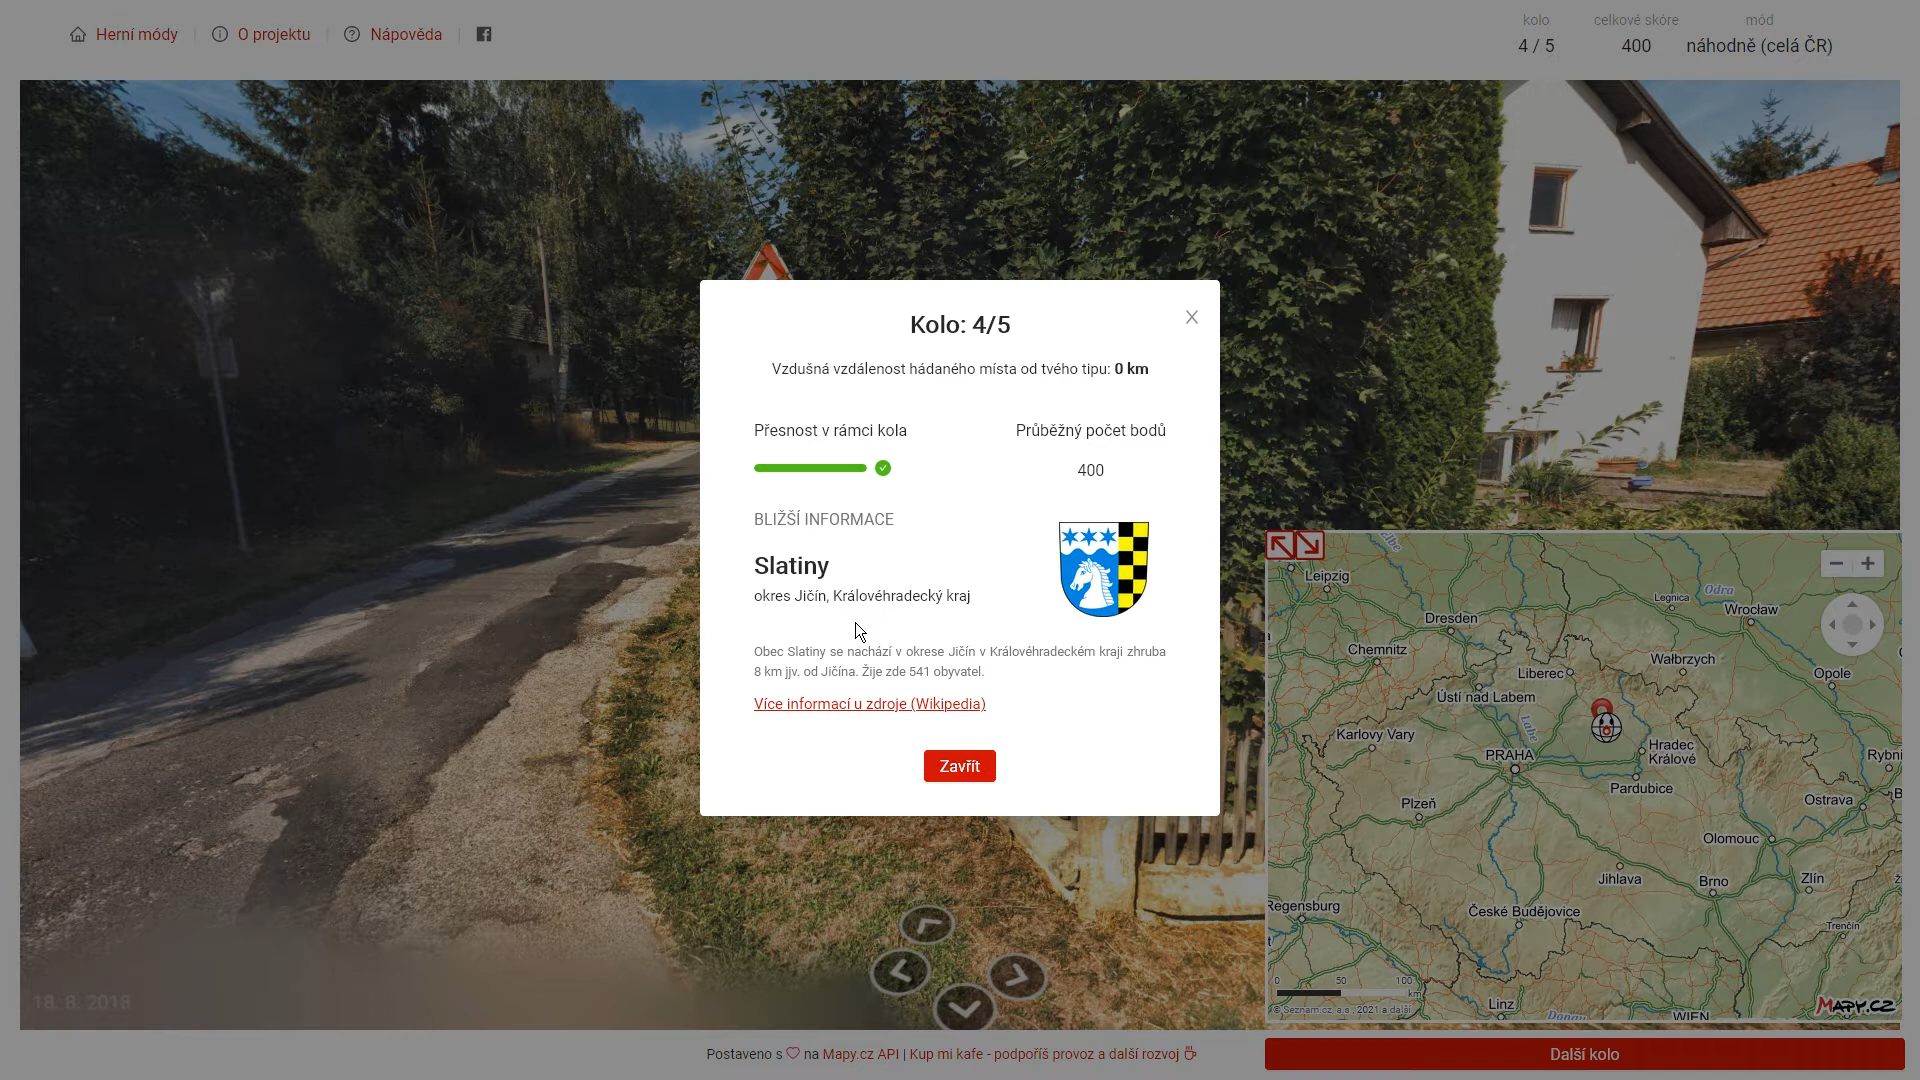 Herní módy
O projektu
Nápověda
kolo
4 / 5
celkové skóre
400
mód
náhodně (celá ČR)
Kolo: 4/5
Vzdušná vzdálenost hádaného místa od tvého tipu: 0 km
Přesnost v rámci kola
Průběžný počet bodů
400
BLIŽŠÍ INFORMACE
Slatiny
okres Jičín, Královéhradecký kraj
Obec Slatiny se nachází v okrese Jičín v Královéhradeckém kraji zhruba
8 km jjv. od Jičína. Žije zde 541 obyvatel.
Více informací u zdroje (Wikipedia)
Zavřít
Leipzig
Legnica
Odra
Wrocław
Dresden
Chemnitz
Liberec
Wałbrzych
Opole
Ústí nad Labem
Labe
Karlovy Vary
PRAHA
Hradec
Králové
Rybni
Plzeň
Pardubice
Ostrava
Olomouc
Jihlava
Brno
Zlín
Regensburg
České Budějovice
Trenčín
0 50 100
km
© Seznam.cz, a.s., 2021 a další
Linz
Donau
WIEN
Mapy.cz
18. 8. 2018
Postaveno s na Mapy.cz API | Kup mi kafe - podpoříš provoz a další rozvoj
Další kolo